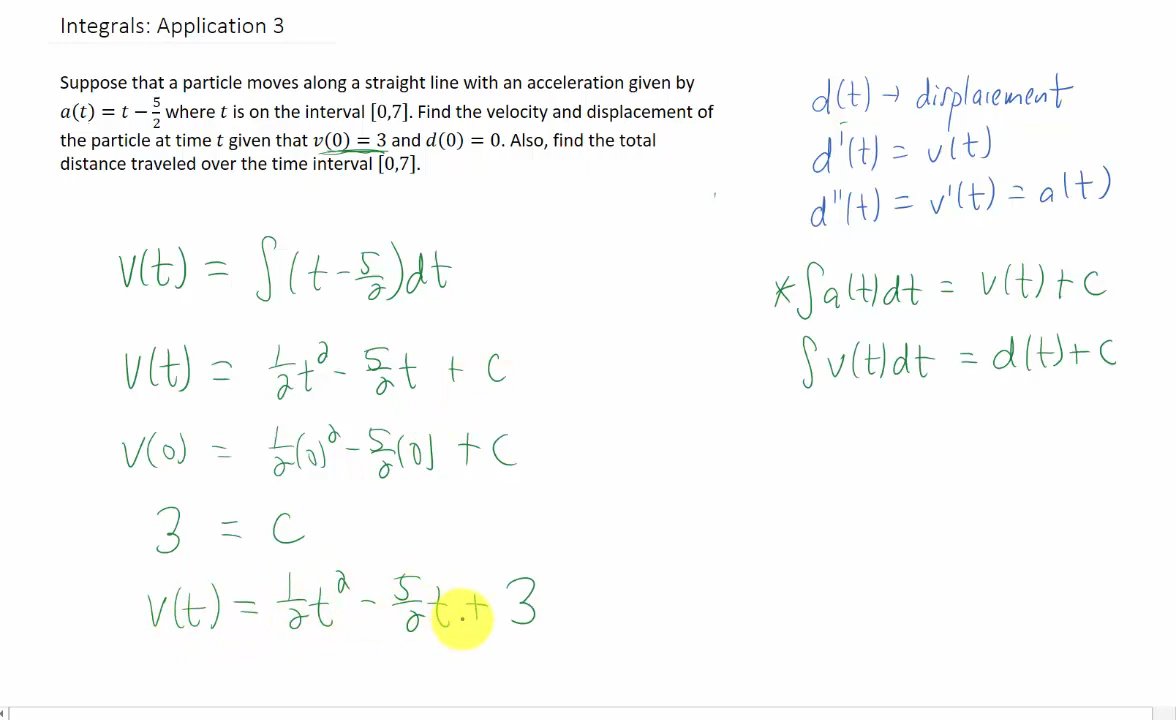 Integrals: Application 3
Suppose that a particle moves along a straight line with an acceleration given by
a(t) = t − 5/2 where t is on the interval [0,7]. Find the velocity and displacement of
the particle at time t given that v(0) = 3 and d(0) = 0. Also, find the total
distance traveled over the time interval [0,7].
d(t) → displacement
d'(t) = v(t)
d''(t) = v'(t) = a(t)
*∫a(t)dt = v(t)+C
∫v(t)dt = d(t)+C
v(t) = ∫(t-5/2)dt
v(t) = 1/2t² - 5/2t + C
v(0) = 1/2(0)² - 5/2(0) + C
3 = C
v(t) = 1/2t² - 5/2t + 3